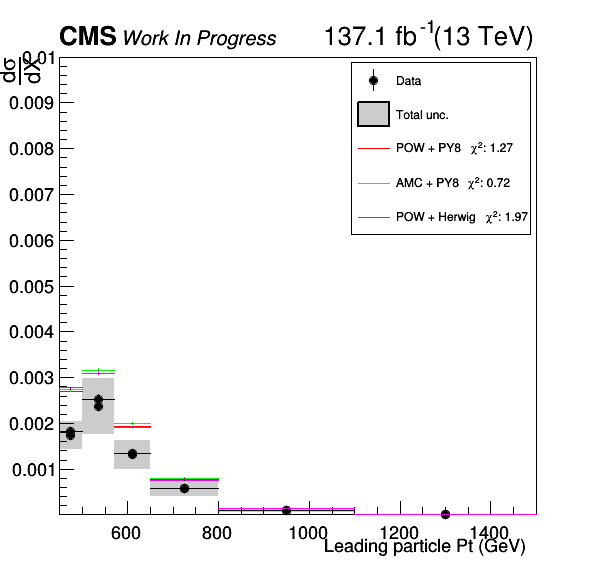 CMS Work In Progress 137.1 fb⁻¹(13 TeV)
dσ
dX
0.01
0.009
0.008
0.007
0.006
0.005
0.004
0.003
0.002
0.001
Data
Total unc.
POW + PY8 χ²: 1.27
AMC + PY8 χ²: 0.72
POW + Herwig χ²: 1.97
600 800 1000 1200 1400
Leading particle Pt (GeV)